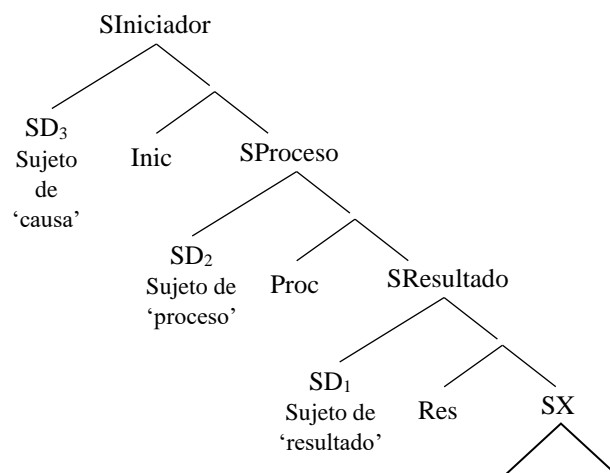 SIniciador
SD₃
Sujeto
de
‘causa’
Inic
SProceso
SD₂
Sujeto de
‘proceso’
Proc
SResultado
SD₁
Sujeto de
‘resultado’
Res
SX